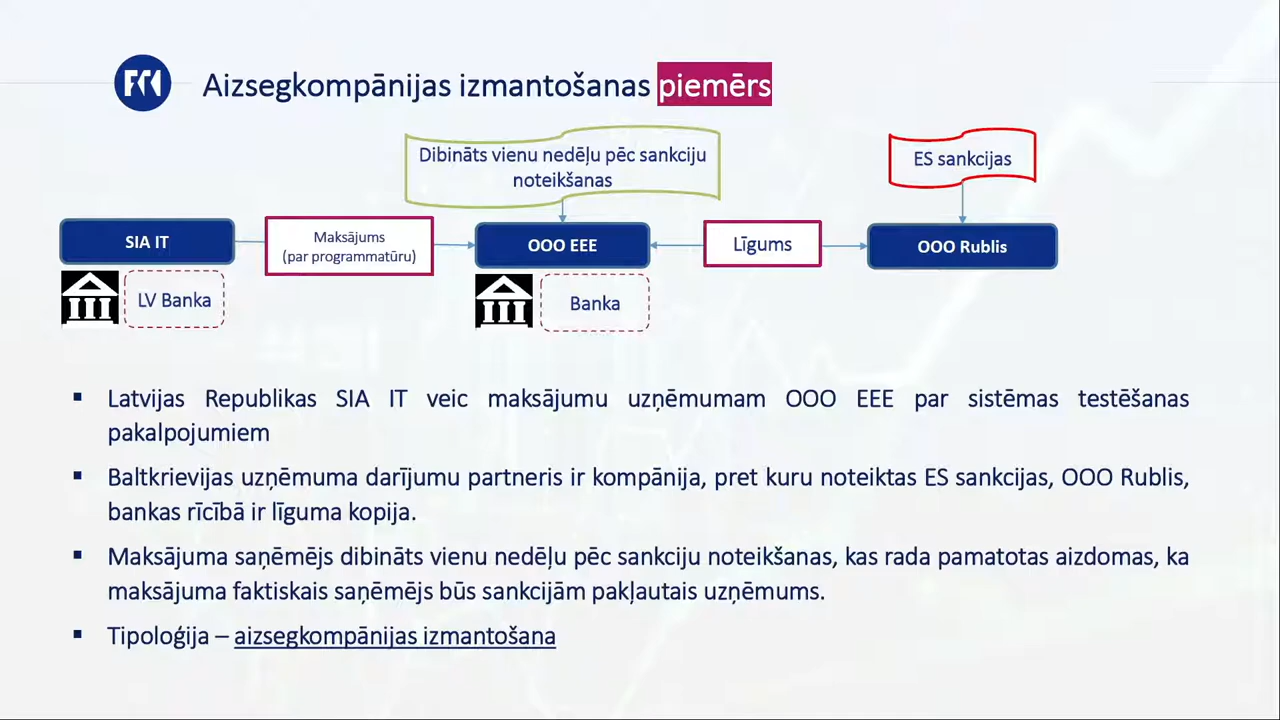 Aizsegkompānijas izmantošanas piemērs
Dibināts vienu nedēļu pēc sankciju
noteikšanas
ES sankcijas
SIA IT
Maksājums
(par programmatūru)
OOO EEE
Līgums
OOO Rublis
LV Banka
Banka
▪ Latvijas Republikas SIA IT veic maksājumu uzņēmumam OOO EEE par sistēmas testēšanas
pakalpojumiem
▪ Baltkrievijas uzņēmuma darījumu partneris ir kompānija, pret kuru noteiktas ES sankcijas, OOO Rublis,
bankas rīcībā ir līguma kopija.
▪ Maksājuma saņēmējs dibināts vienu nedēļu pēc sankciju noteikšanas, kas rada pamatotas aizdomas, ka
maksājuma faktiskais saņēmējs būs sankcijām pakļautais uzņēmums.
▪ Tipoloģija – aizsegkompānijas izmantošana